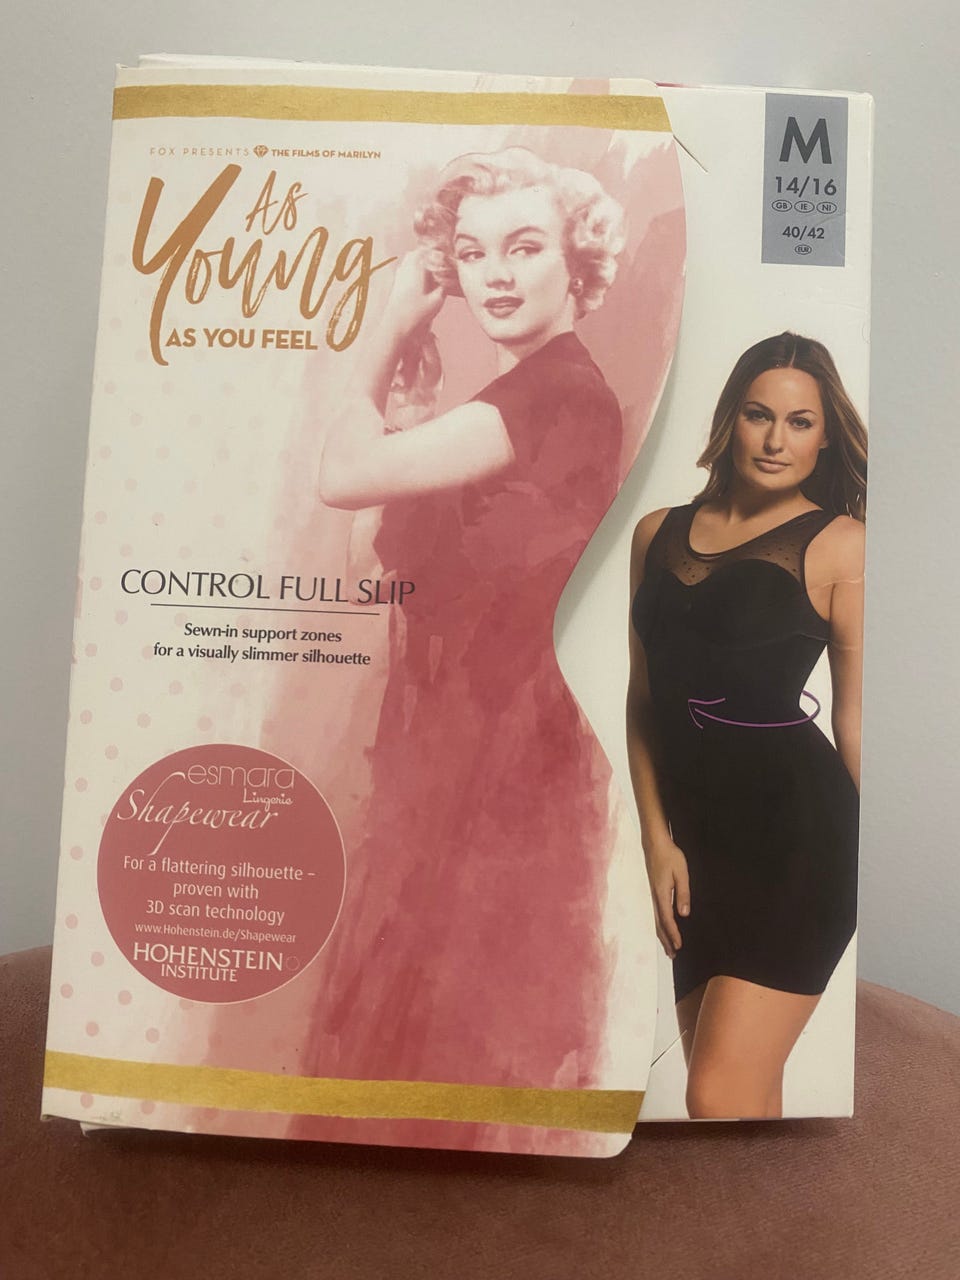 FOX PRESENTS THE FILMS OF MARILYN
As
Young
AS YOU FEEL
CONTROL FULL SLIP
Sewn-in support zones
for a visually slimmer silhouette
esmara
Lingerie
Shapewear
For a flattering silhouette –
proven with
3D scan technology
www.Hohenstein.de/Shapewear
HOHENSTEIN
INSTITUTE
M
14/16
GB IE NI
40/42
EUR